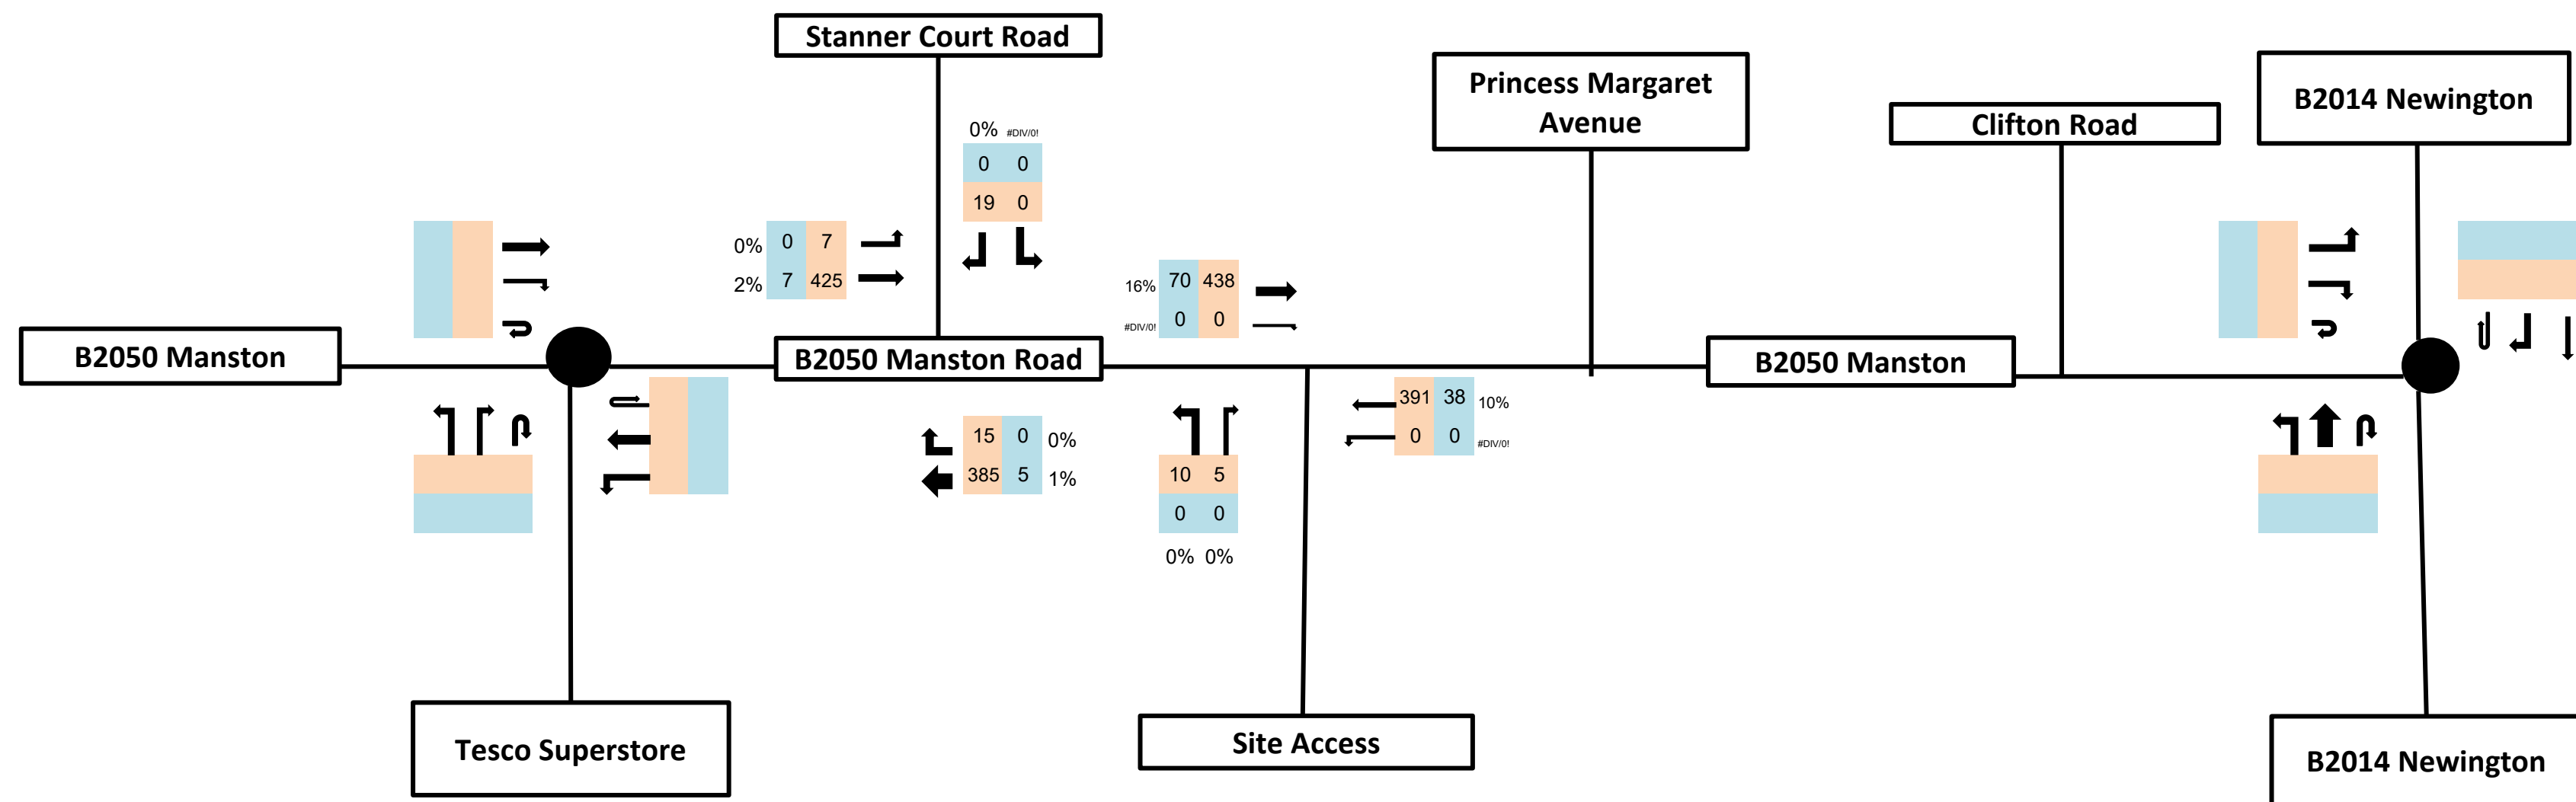 Stanner Court Road
Princess Margaret
Avenue
B2014 Newington
Clifton Road
0% #DIV/0!
0 0
19 0
0% 0 7
2% 7 425
16% 70 438
#DIV/0! 0 0
B2050 Manston
B2050 Manston Road
B2050 Manston
391 38 10%
0 0 #DIV/0!
15 0 0%
385 5 1%
10 5
0 0
0% 0%
Tesco Superstore
Site Access
B2014 Newington